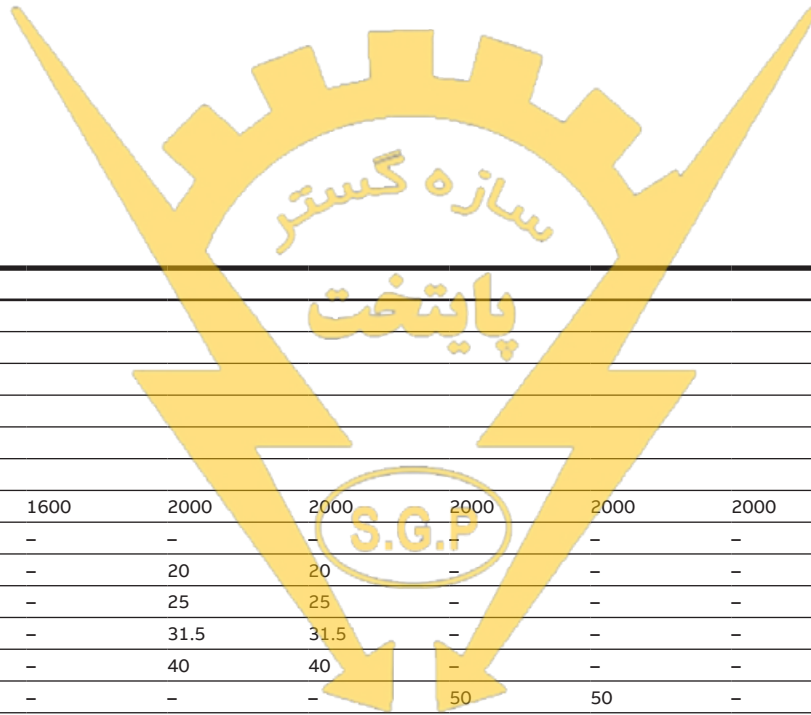 سازه گستر
پایتخت
S.G.P
1600 2000 2000 2000 2000 2000
– – – – – –
– 20 20 – – –
– 25 25 – – –
– 31.5 31.5 – – –
– 40 40 – – –
– – – 50 50 –